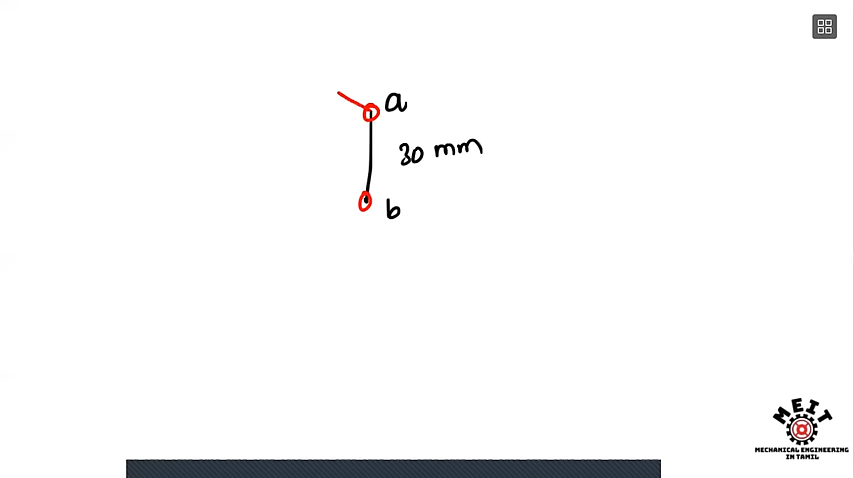 a
30 mm
b
MEIT
MECHANICAL ENGINEERING
IN TAMIL